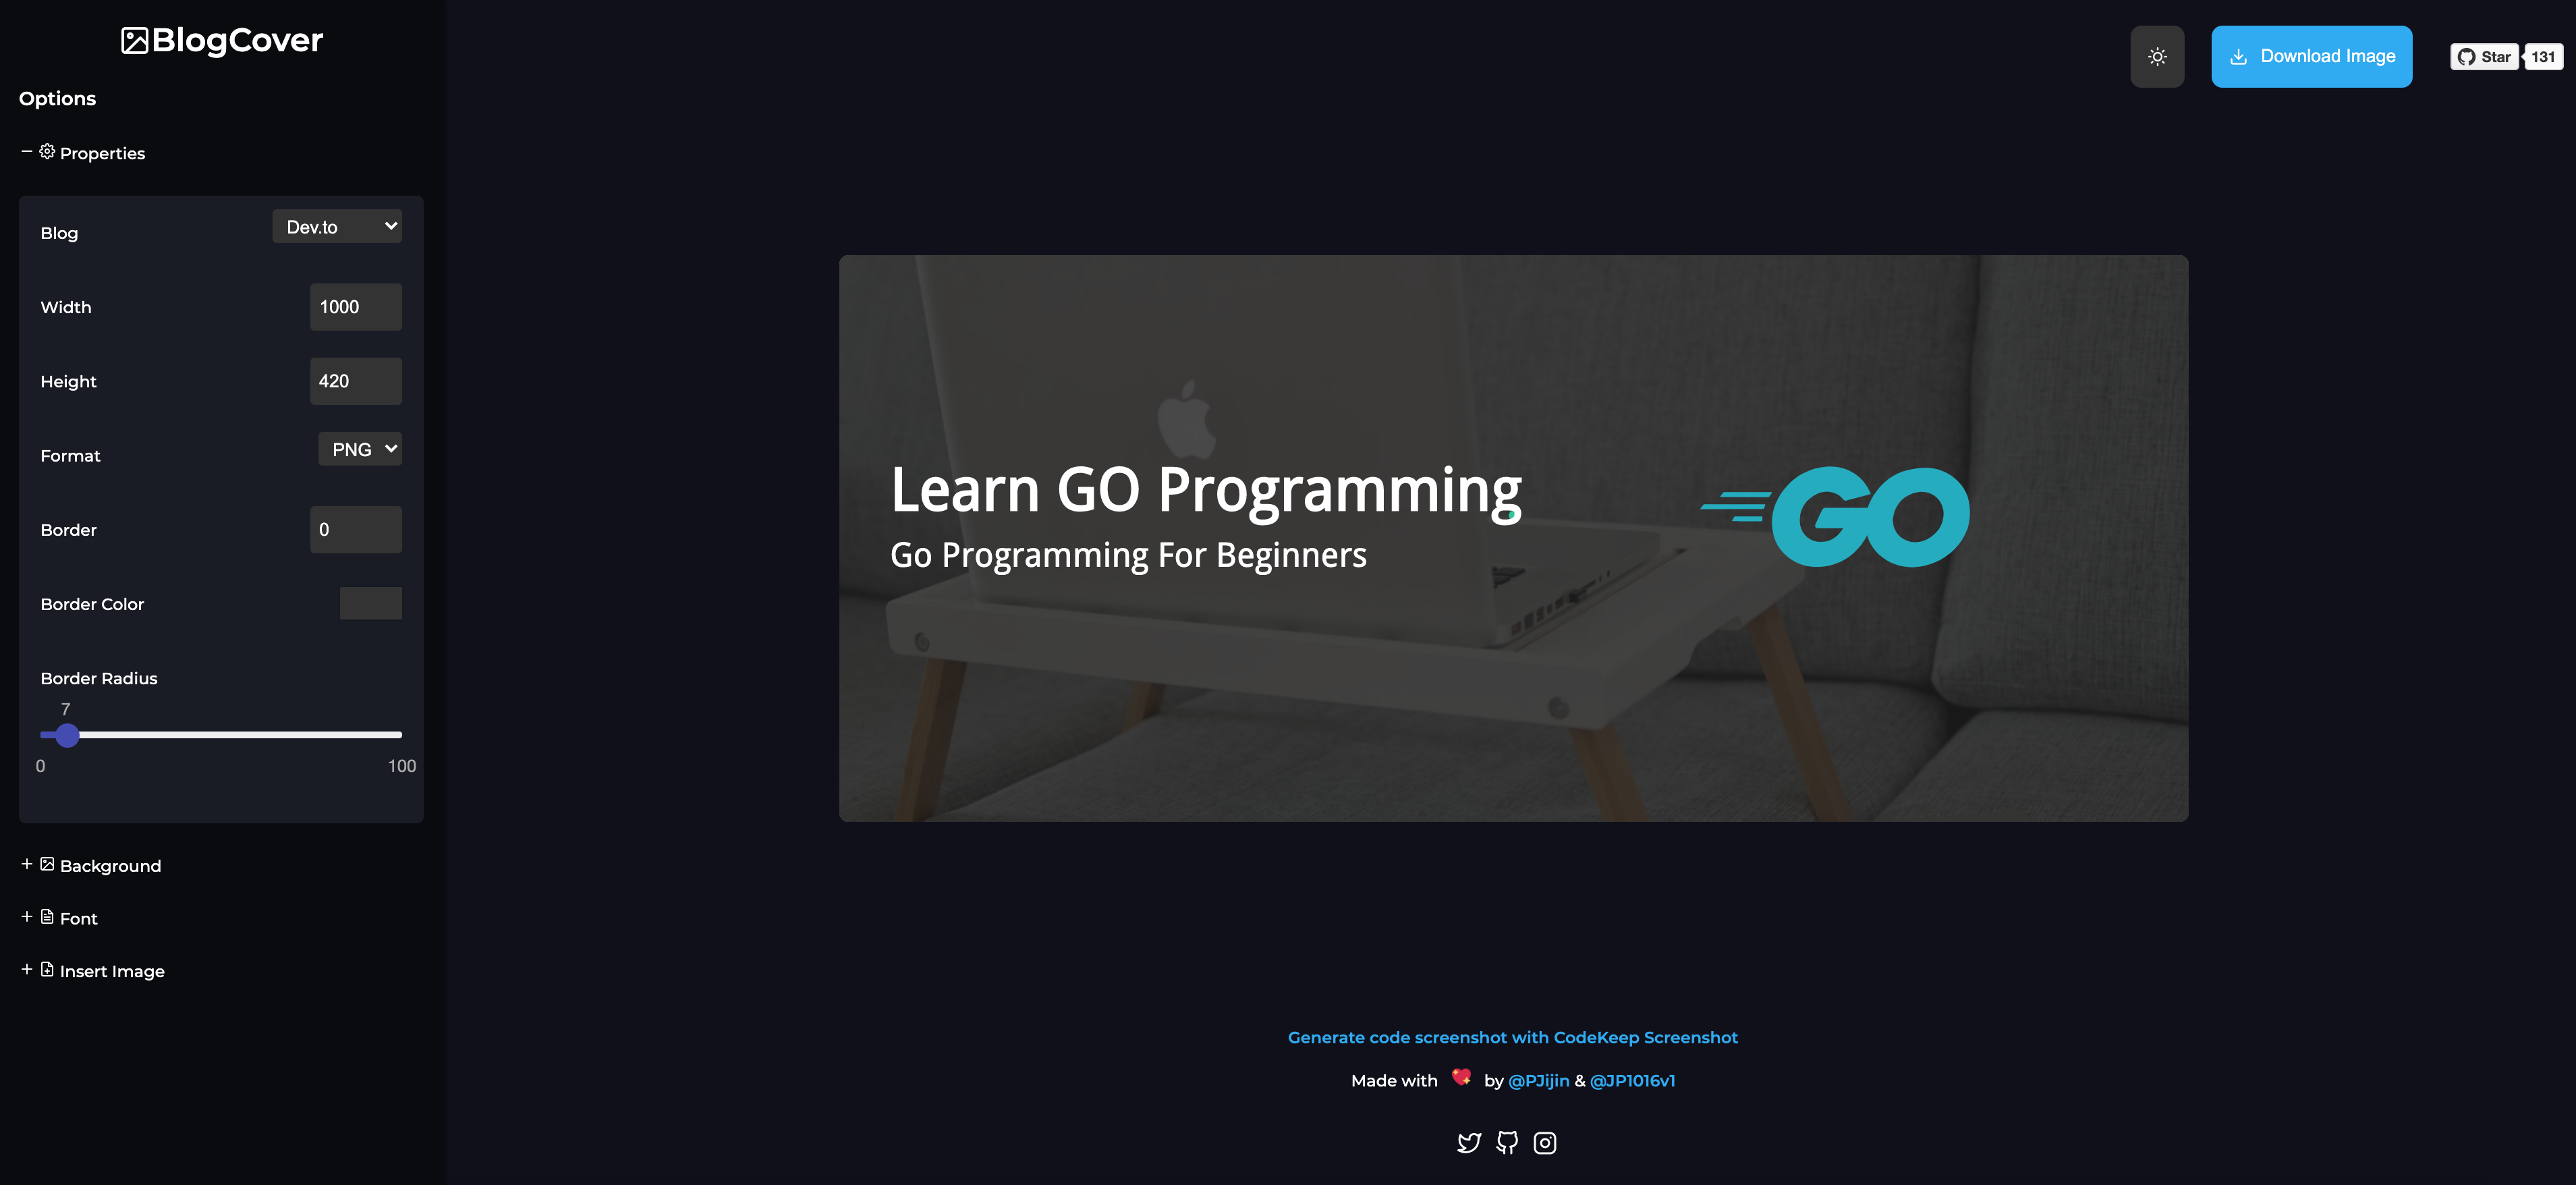 BlogCover
Options
Properties
Blog
Dev.to
Width
1000
Height
420
Format
PNG
Border
0
Border Color
Border Radius
7
0
100
Background
Font
Insert Image
Download Image
Star
131
Learn GO Programming
Go Programming For Beginners
GO
Generate code screenshot with CodeKeep Screenshot
Made with 💖 by @PJijin & @JP1016v1